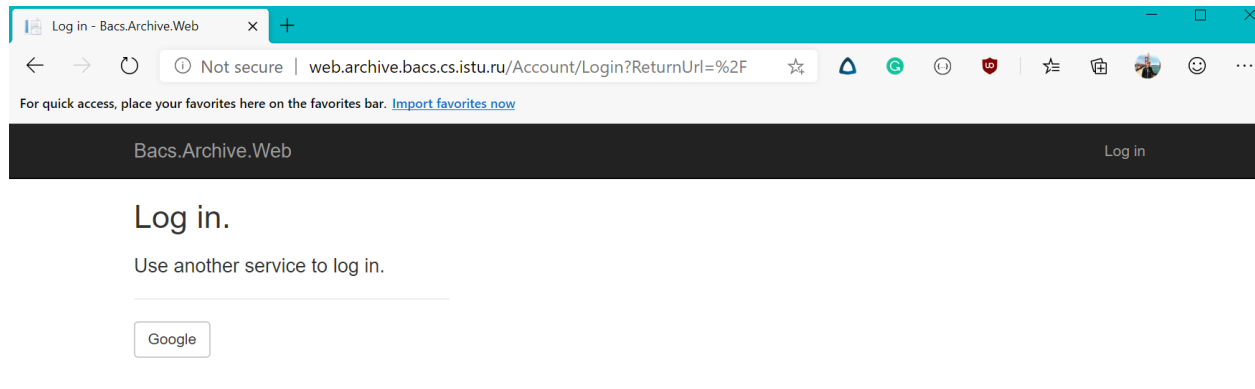 Log in - Bacs.Archive.Web
Not secure | web.archive.bacs.cs.istu.ru/Account/Login?ReturnUrl=%2F
For quick access, place your favorites here on the favorites bar. Import favorites now
Bacs.Archive.Web Log in
Log in.
Use another service to log in.
Google